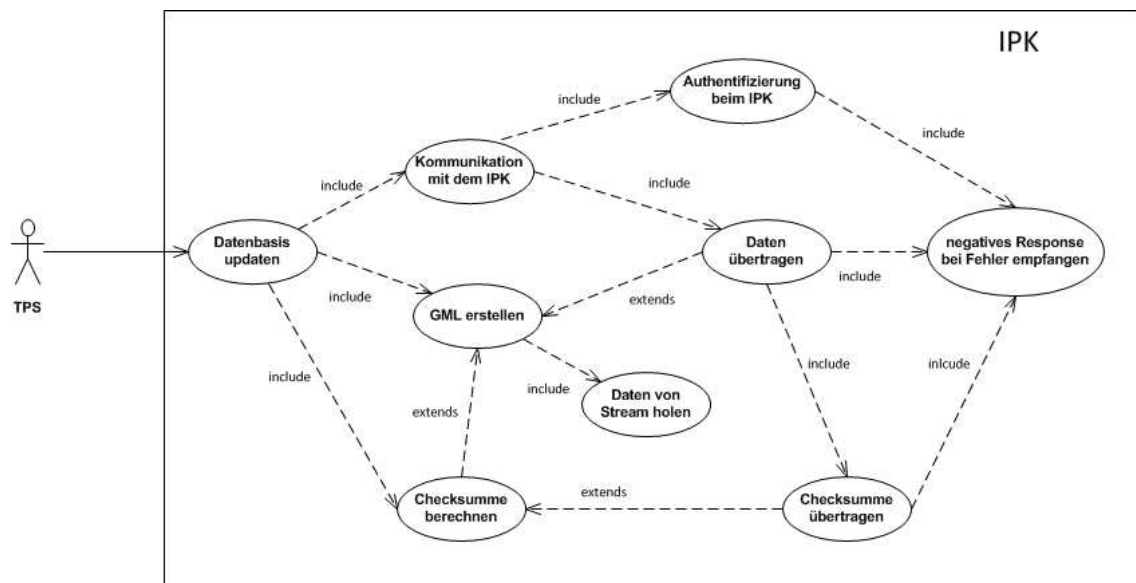 IPK
Authentifizierung
beim IPK
include
include
Kommunikation
mit dem IPK
include
include
Datenbasis
updaten
Daten
übertragen
negatives Response
bei Fehler empfangen
include
TPS
include
extends
GML erstellen
include
include
inlcude
include
Daten von
Stream holen
extends
Checksumme
berechnen
extends
Checksumme
übertragen